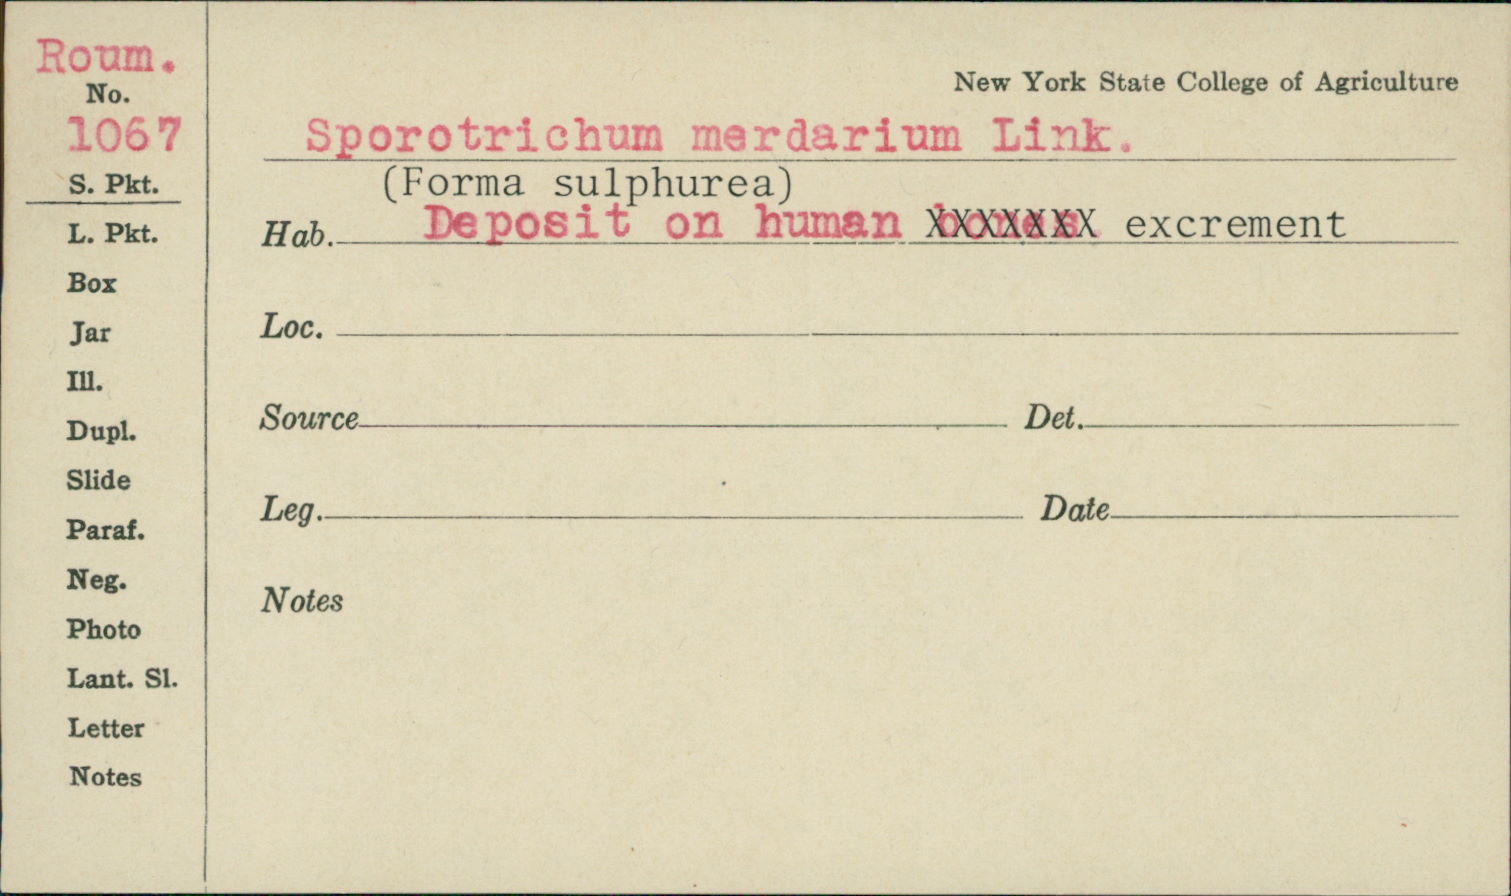 Roum.
No.
1067
S. Pkt.
L. Pkt.
Box
Jar
Ill.
Dupl.
Slide
Paraf.
Neg.
Photo
Lant. Sl.
Letter
Notes
New York State College of Agriculture
Sporotrichum merdarium Link.
(Forma sulphurea)
Hab. Deposit on human bones. excrement
Loc.
Source Det.
Leg. Date
Notes